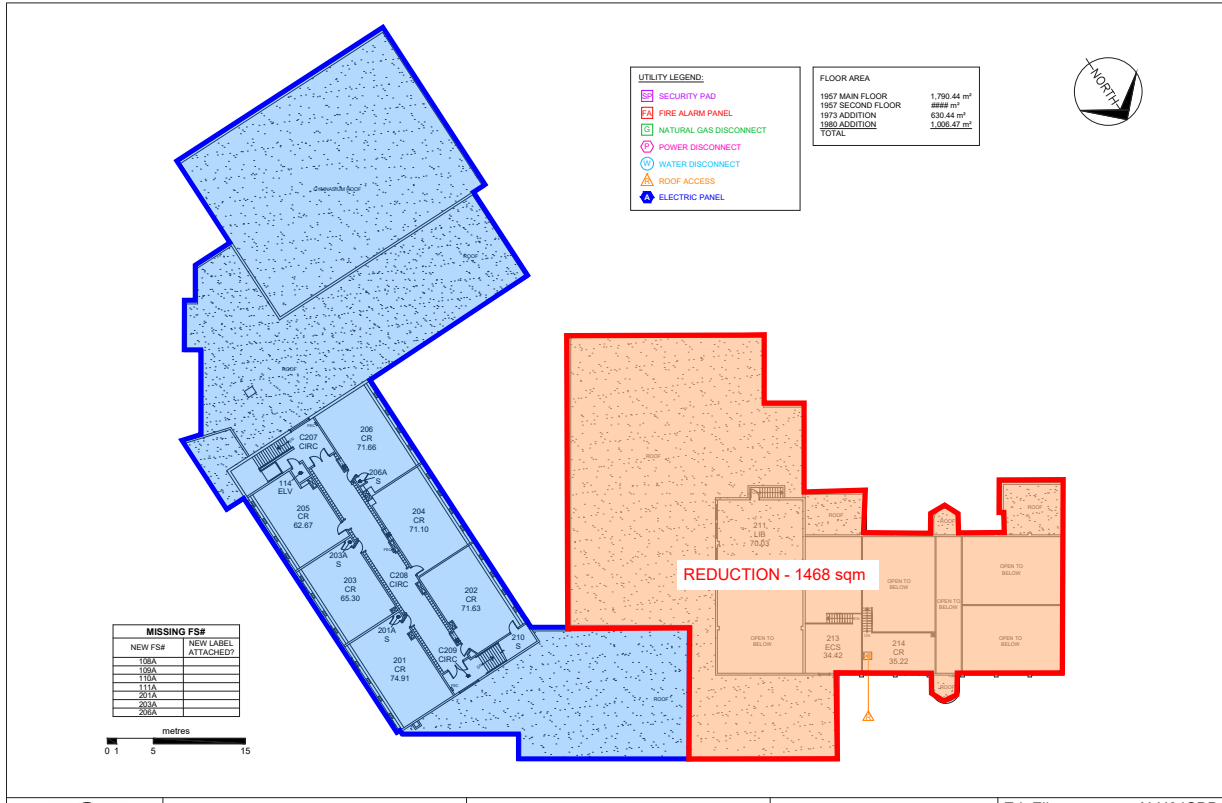 UTILITY LEGEND:
SP SECURITY PAD
FA FIRE ALARM PANEL
G NATURAL GAS DISCONNECT
P POWER DISCONNECT
W WATER DISCONNECT
R ROOF ACCESS
A ELECTRIC PANEL
FLOOR AREA
1957 MAIN FLOOR 1,790.44 m²
1957 SECOND FLOOR #### m²
1973 ADDITION 630.44 m²
1980 ADDITION 1,006.47 m²
TOTAL
NORTH
GYMNASIUM ROOF
ROOF
ROOF
C207
CIRC
206
CR
71.66
114
ELV
206A
S
205
CR
62.67
204
CR
71.10
203A
S
203
CR
65.30
C208
CIRC
202
CR
71.63
201A
S
201
CR
74.91
C209
CIRC
210
S
ROOF
ROOF
211
LIB
70.03
ROOF
ROOF
ROOF
REDUCTION - 1468 sqm
OPEN TO
BELOW
OPEN TO
BELOW
OPEN TO
BELOW
OPEN TO
BELOW
OPEN TO
BELOW
213
ECS
34.42
214
CR
35.22
ROOF
R
MISSING FS#
NEW FS# NEW LABEL
ATTACHED?
108A
109A
110A
111A
201A
203A
206A
metres
0 1 5 15